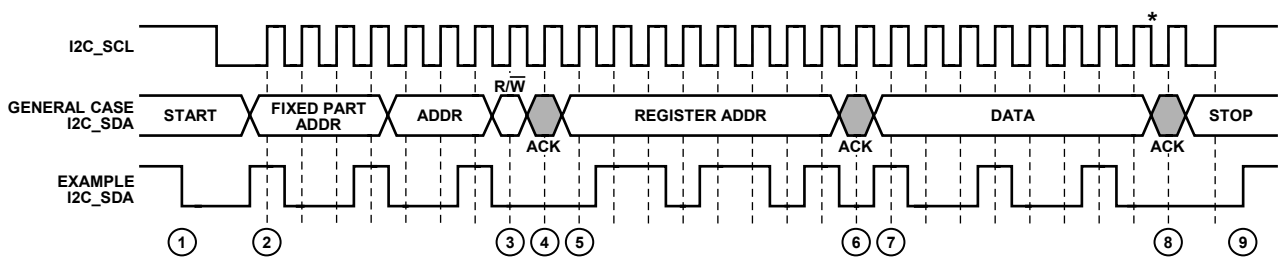 *
I2C_SCL
R/W
GENERAL CASE
I2C_SDA
START
FIXED PART
ADDR
ADDR
REGISTER ADDR
DATA
STOP
ACK
ACK
ACK
EXAMPLE
I2C_SDA
1 2 3 4 5 6 7 8 9